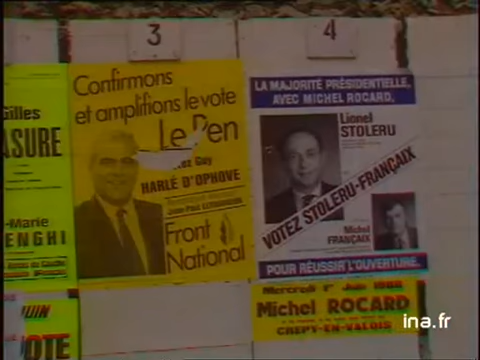 3
4
Gilles
ASURE
-Marie
ENGHI
JUIN
OTE
Confirmons
et amplifions le vote
Le Pen
Guy
HARLÉ D'OPHOVE
Front
National
LA MAJORITÉ PRÉSIDENTIELLE,
AVEC MICHEL ROCARD,
Lionel
STOLERU
VOTEZ STOLERU-FRANÇAIX
Michel
FRANÇAIX
POUR RÉUSSIR L'OUVERTURE.
Mercredi 1er Juin 1988
Michel ROCARD
CREPY-EN-VALOIS
ina.fr